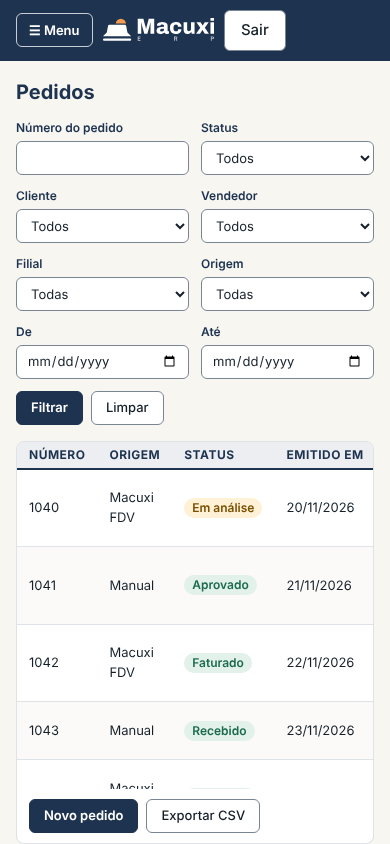 ☰ Menu
Macuxi
E R P
Sair
Pedidos
Número do pedido
Status
Todos
Cliente
Vendedor
Todos
Todos
Filial
Origem
Todas
Todas
De
Até
mm/dd/yyyy
mm/dd/yyyy
Filtrar
Limpar
NÚMERO ORIGEM STATUS EMITIDO EM
1040 Macuxi FDV Em análise 20/11/2026
1041 Manual Aprovado 21/11/2026
1042 Macuxi FDV Faturado 22/11/2026
1043 Manual Recebido 23/11/2026
Macuxi
Novo pedido
Exportar CSV